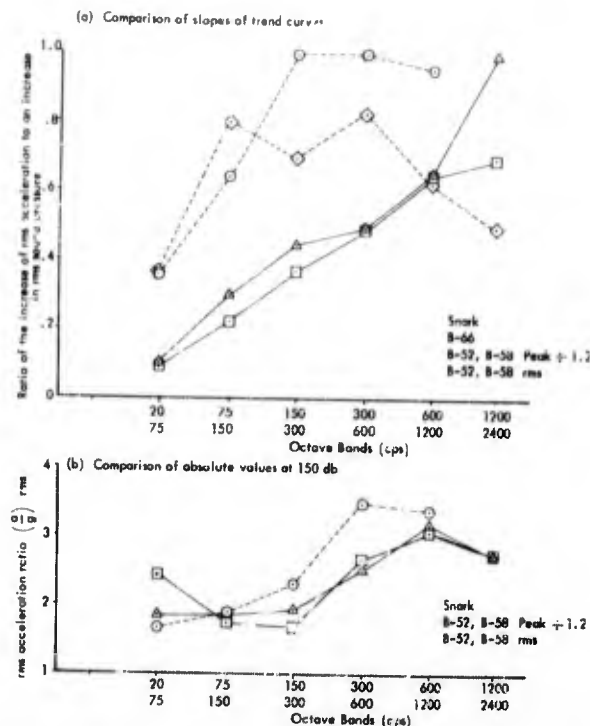 (a) Comparison of slopes of trend curves
Ratio of the increase of rms acceleration to an increase
in rms sound pressure
1.0
.8
.6
.4
.2
0
Snark
B-66
B-52, B-58 Peak ÷ 1.2
B-52, B-58 rms
20 75 150 300 600 1200
75 150 300 600 1200 2400
Octave Bands (cps)
(b) Comparison of absolute values at 150 db
rms acceleration ratio (a/g) rms
4
3
2
1
Snark
B-52, B-58 Peak ÷ 1.2
B-52, B-58 rms
20 75 150 300 600 1200
75 150 300 600 1200 2400
Octave Bands (cps)